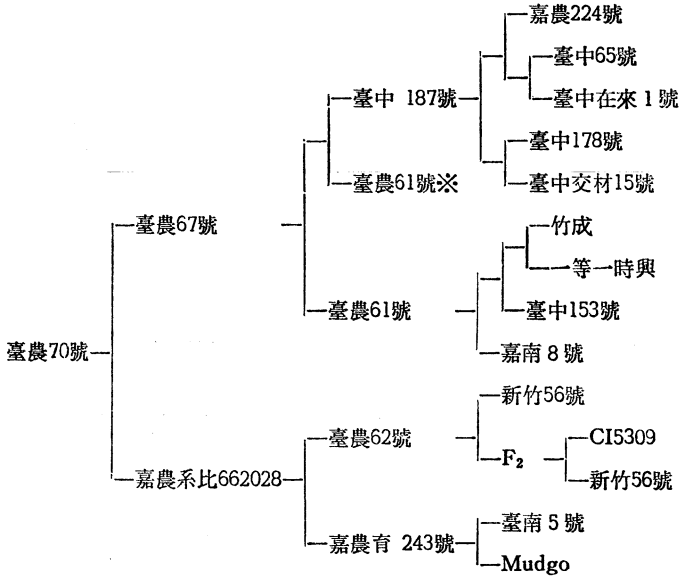 嘉農224號
臺中65號
臺中 187號
臺中在來 1 號
臺中178號
臺農61號※
臺中交材15號
臺農67號
竹成
一等一時興
臺農61號
臺中153號
臺農70號
嘉南 8 號
新竹56號
臺農62號
CI5309
F₂
嘉農系比662028
新竹56號
臺南 5 號
嘉農育 243號
Mudgo